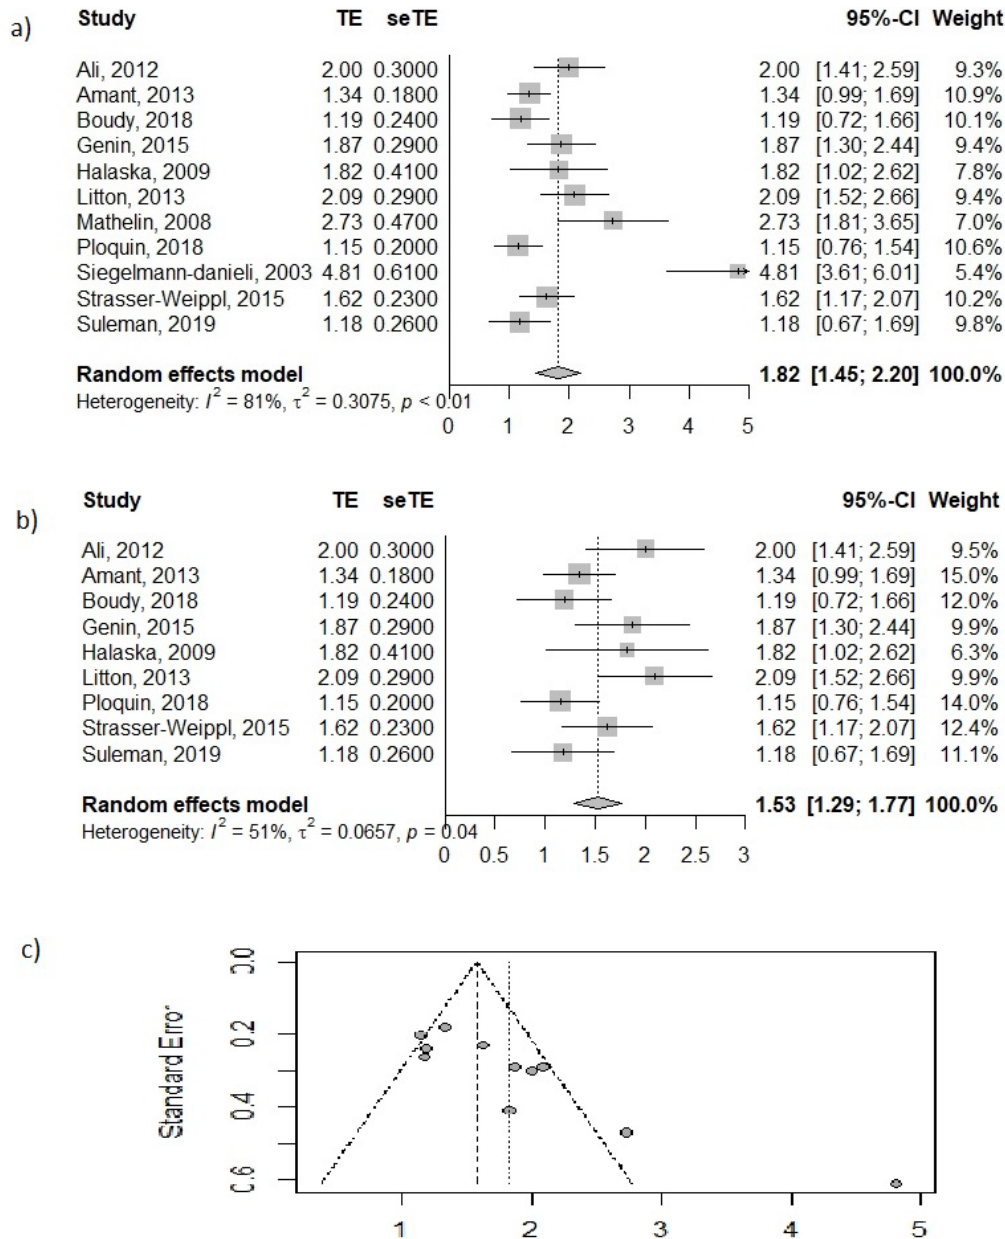 a)
Study TE seTE 95%-CI Weight
Ali, 2012 2.00 0.3000 2.00 [1.41; 2.59] 9.3%
Amant, 2013 1.34 0.1800 1.34 [0.99; 1.69] 10.9%
Boudy, 2018 1.19 0.2400 1.19 [0.72; 1.66] 10.1%
Genin, 2015 1.87 0.2900 1.87 [1.30; 2.44] 9.4%
Halaska, 2009 1.82 0.4100 1.82 [1.02; 2.62] 7.8%
Litton, 2013 2.09 0.2900 2.09 [1.52; 2.66] 9.4%
Mathelin, 2008 2.73 0.4700 2.73 [1.81; 3.65] 7.0%
Ploquin, 2018 1.15 0.2000 1.15 [0.76; 1.54] 10.6%
Siegelmann-danieli, 2003 4.81 0.6100 4.81 [3.61; 6.01] 5.4%
Strasser-Weippl, 2015 1.62 0.2300 1.62 [1.17; 2.07] 10.2%
Suleman, 2019 1.18 0.2600 1.18 [0.67; 1.69] 9.8%
Random effects model 1.82 [1.45; 2.20] 100.0%
Heterogeneity: I² = 81%, τ² = 0.3075, p < 0.01
0 1 2 3 4 5
b)
Study TE seTE 95%-CI Weight
Ali, 2012 2.00 0.3000 2.00 [1.41; 2.59] 9.5%
Amant, 2013 1.34 0.1800 1.34 [0.99; 1.69] 15.0%
Boudy, 2018 1.19 0.2400 1.19 [0.72; 1.66] 12.0%
Genin, 2015 1.87 0.2900 1.87 [1.30; 2.44] 9.9%
Halaska, 2009 1.82 0.4100 1.82 [1.02; 2.62] 6.3%
Litton, 2013 2.09 0.2900 2.09 [1.52; 2.66] 9.9%
Ploquin, 2018 1.15 0.2000 1.15 [0.76; 1.54] 14.0%
Strasser-Weippl, 2015 1.62 0.2300 1.62 [1.17; 2.07] 12.4%
Suleman, 2019 1.18 0.2600 1.18 [0.67; 1.69] 11.1%
Random effects model 1.53 [1.29; 1.77] 100.0%
Heterogeneity: I² = 51%, τ² = 0.0657, p = 0.04
0 0.5 1 1.5 2 2.5 3
c)
Standard Error
0.0
0.2
0.4
0.6
1 2 3 4 5